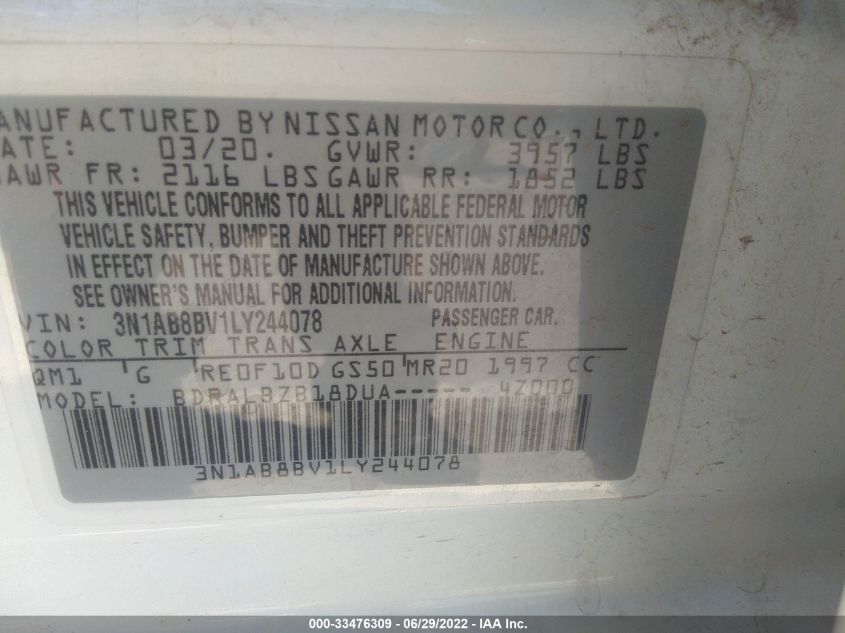 ANUFACTURED BY NISSAN MOTOR CO., LTD.
ATE: 03/20. GVWR: 3957 LBS
AWR FR: 2116 LBS GAWR RR: 1852 LBS
THIS VEHICLE CONFORMS TO ALL APPLICABLE FEDERAL MOTOR
VEHICLE SAFETY, BUMPER AND THEFT PREVENTION STANDARDS
IN EFFECT ON THE DATE OF MANUFACTURE SHOWN ABOVE.
SEE OWNER'S MANUAL FOR ADDITIONAL INFORMATION.
VIN: 3N1AB8BV1LY244078 PASSENGER CAR.
COLOR TRIM TRANS AXLE ENGINE
QM1 G RE0F10D GS50 MR20 1997 CC
MODEL: BDRALBZB18DUA----- 4Z000
3N1AB8BV1LY244078
000-33476309 - 06/29/2022 - IAA Inc.